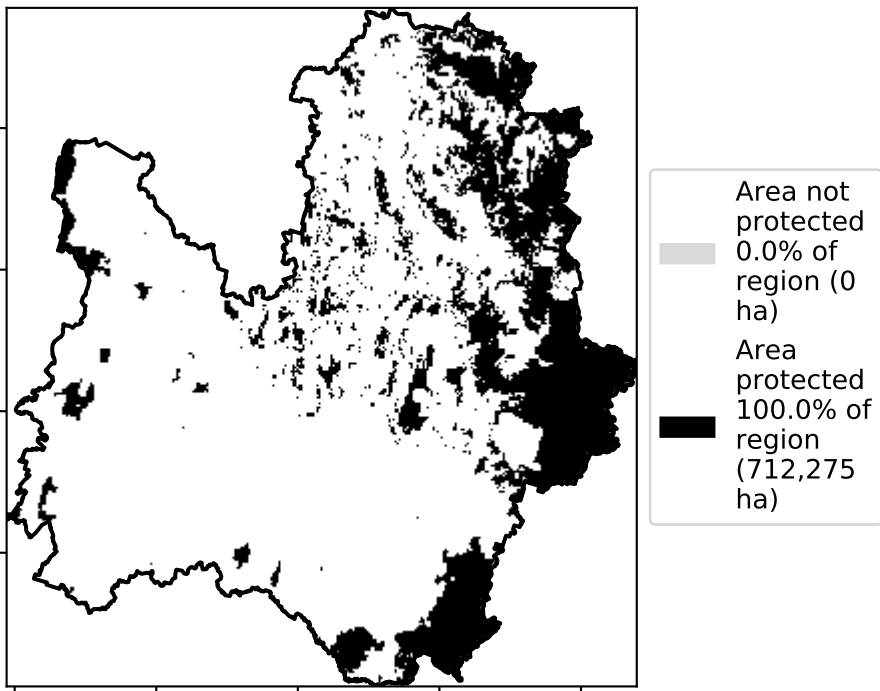 Area not
protected
0.0% of
region (0
ha)
Area
protected
100.0% of
region
(712,275
ha)